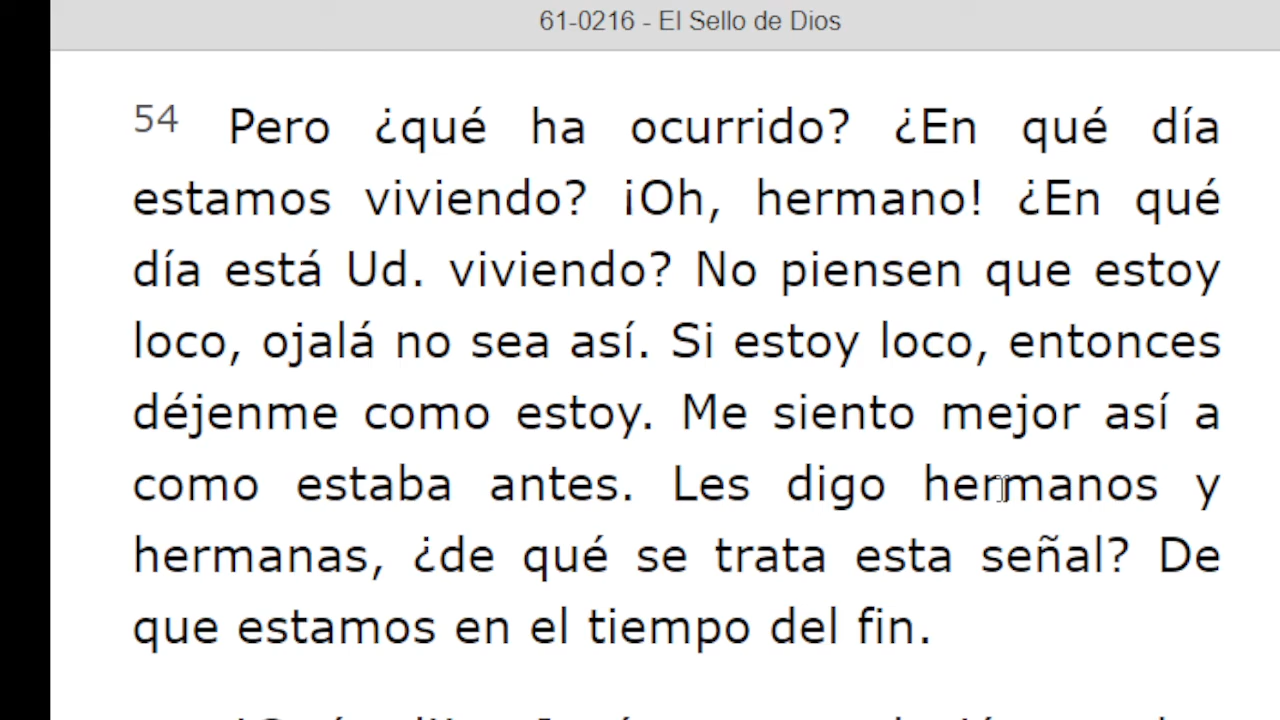 61-0216 - El Sello de Dios
54 Pero ¿qué ha ocurrido? ¿En qué día
estamos viviendo? ¡Oh, hermano! ¿En qué
día está Ud. viviendo? No piensen que estoy
loco, ojalá no sea así. Si estoy loco, entonces
déjenme como estoy. Me siento mejor así a
como estaba antes. Les digo hermanos y
hermanas, ¿de qué se trata esta señal? De
que estamos en el tiempo del fin.